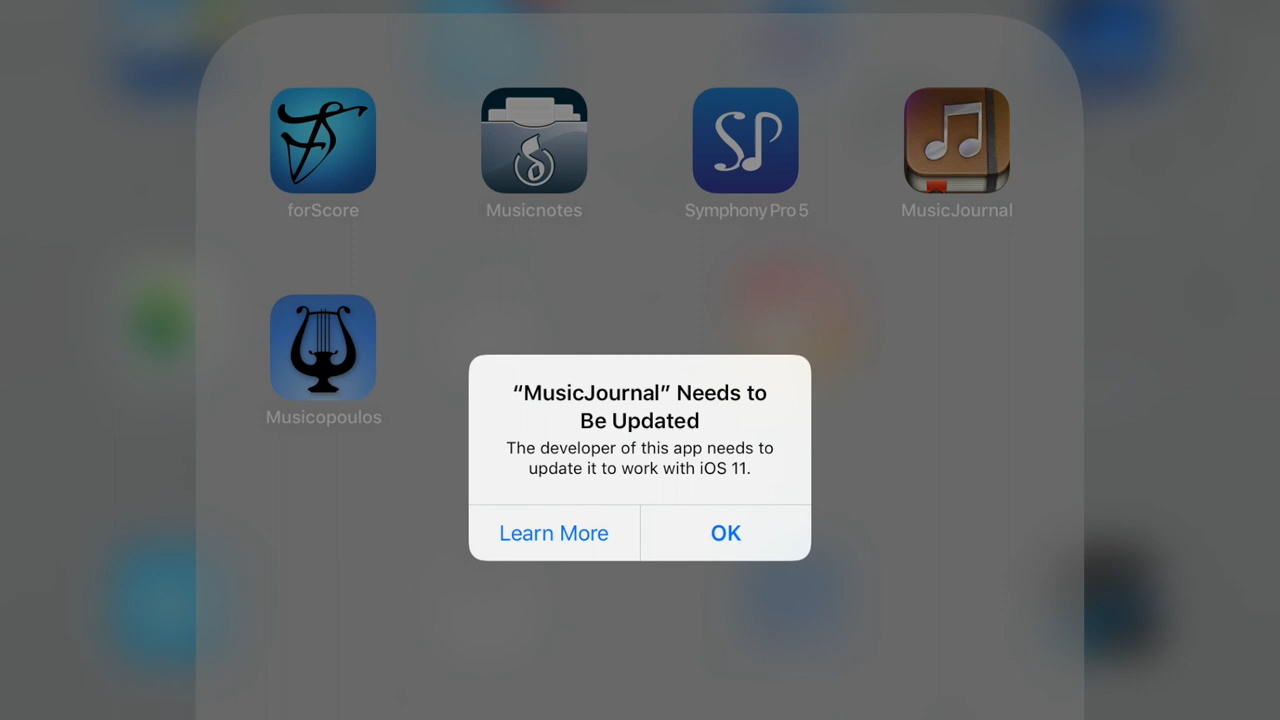 forScore
Musicnotes
Symphony Pro 5
MusicJournal
Musicopoulos
“MusicJournal” Needs to
Be Updated
The developer of this app needs to
update it to work with iOS 11.
Learn More
OK